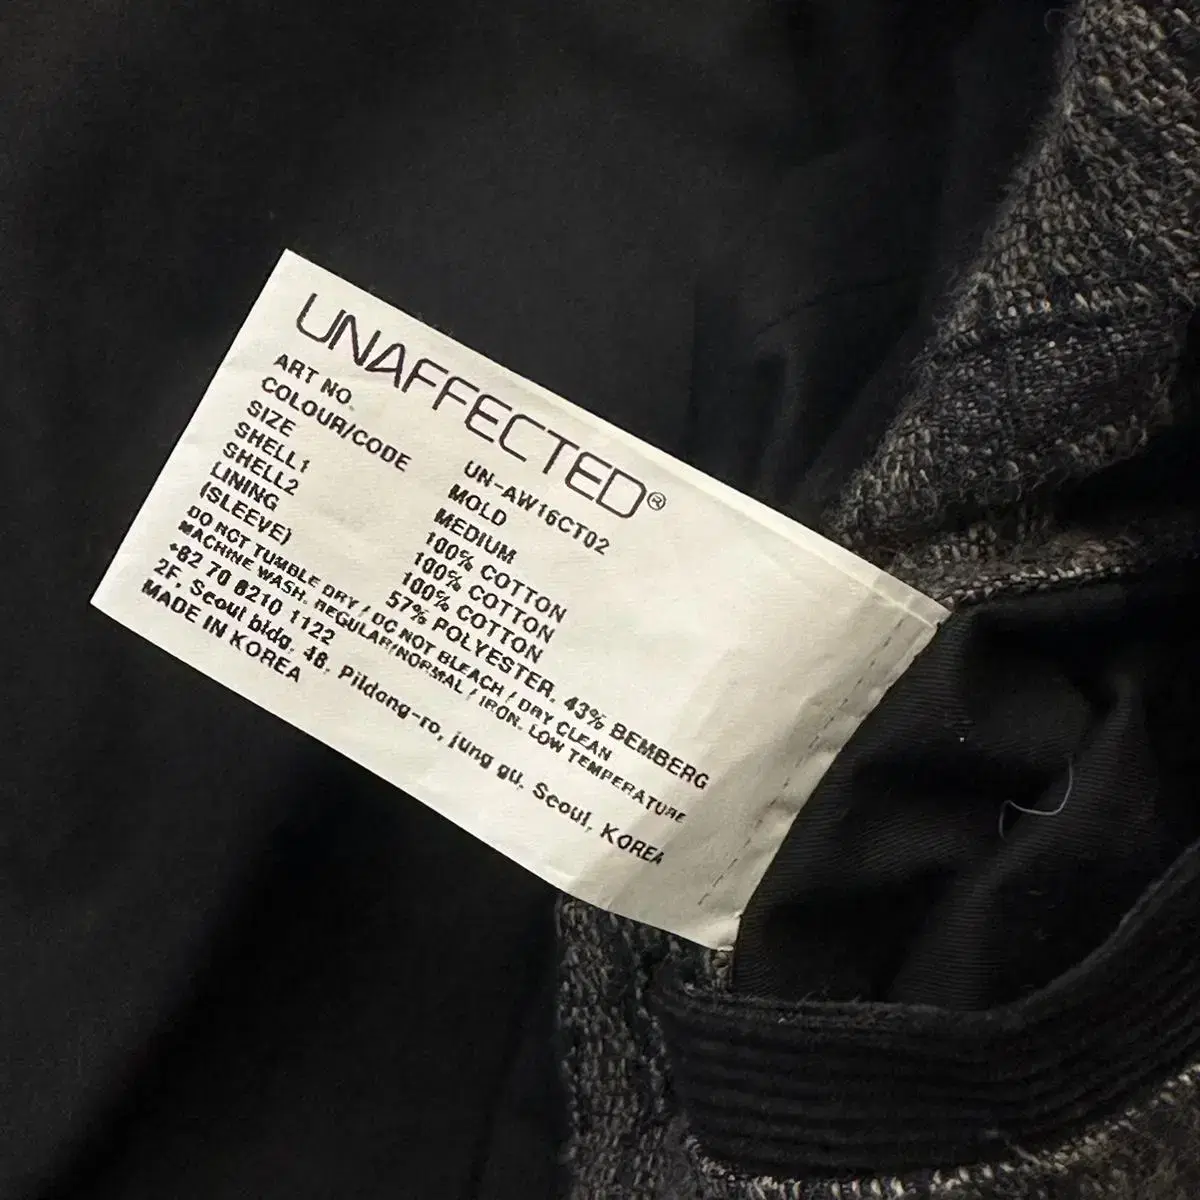 UNAFFECTED®
ART NO. UN-AW16CT02
COLOUR/CODE MOLD
SIZE MEDIUM
SHELL1 100% COTTON
SHELL2 100% COTTON
LINING 100% COTTON
(SLEEVE) 57% POLYESTER, 43% BEMBERG
DO NOT TUMBLE DRY / DO NOT BLEACH / DRY CLEAN
MACHINE WASH, REGULAR/NORMAL / IRON, LOW TEMPERATURE
+82 70 8210 1122
2F, Seoul bldg, 46, Pildong-ro, jung gu, Seoul, KOREA
MADE IN KOREA